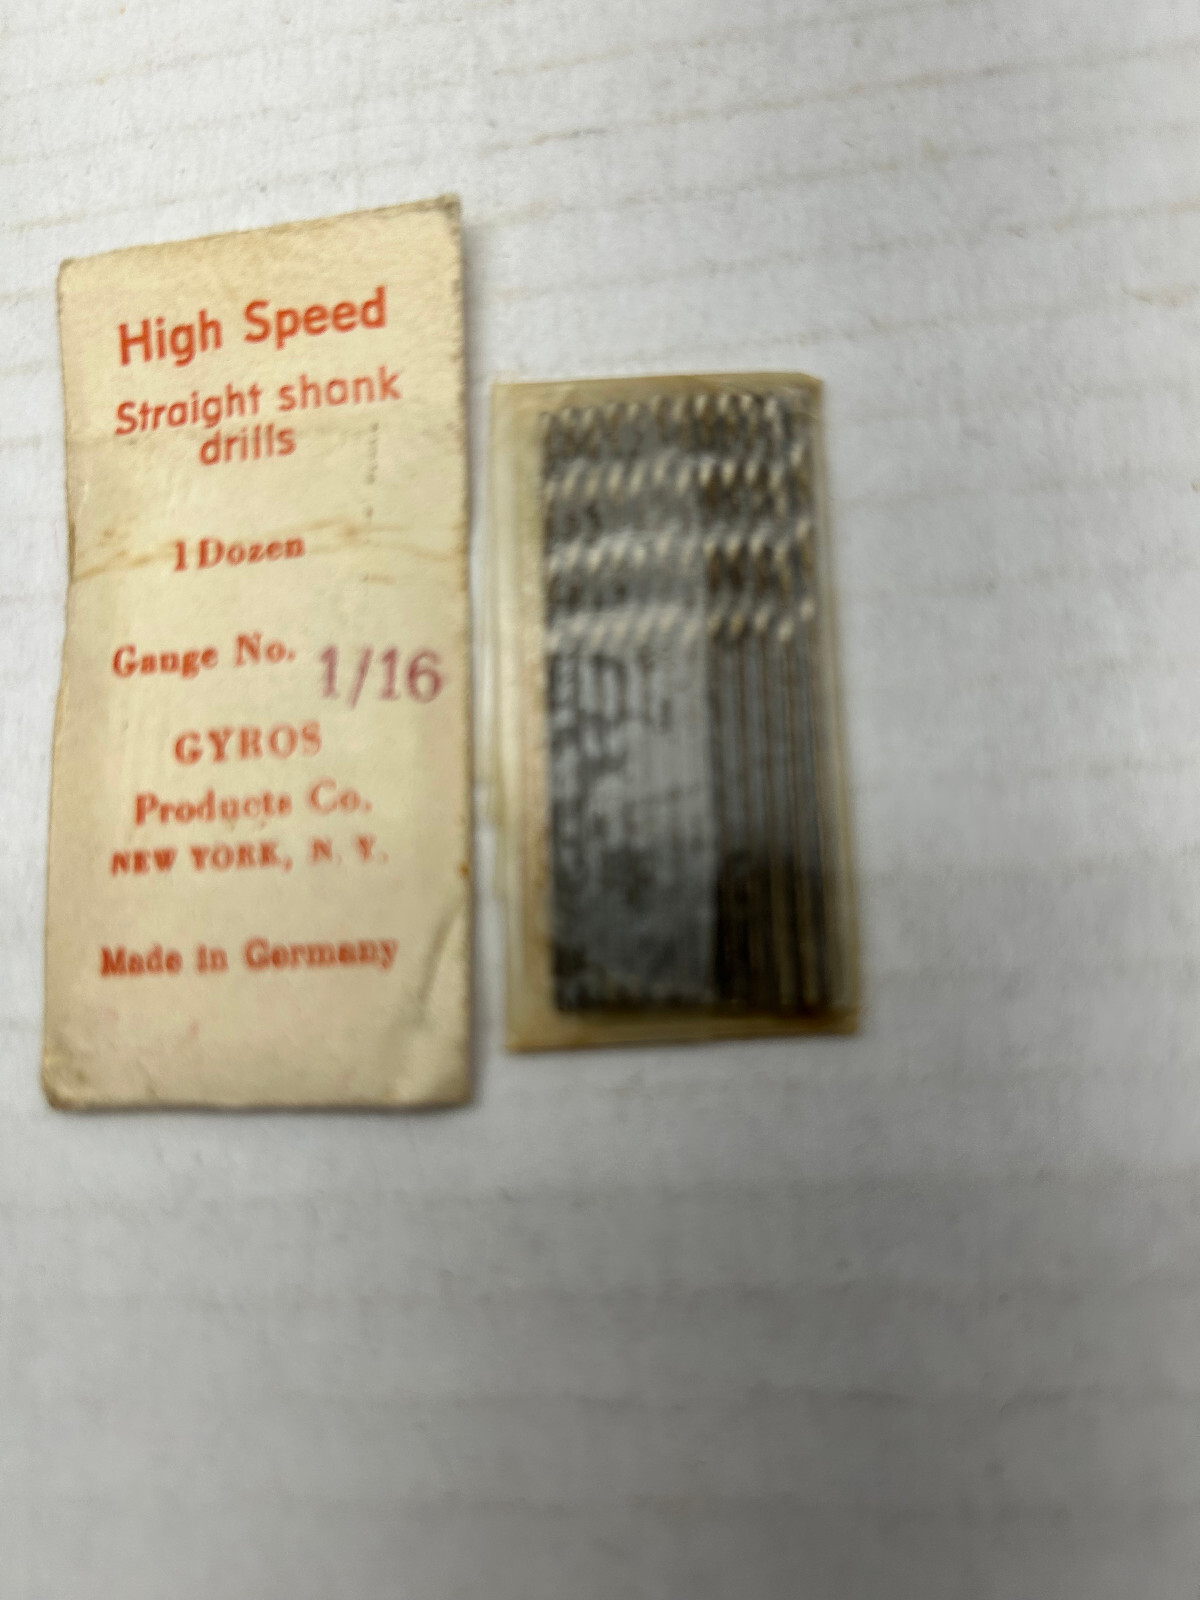 High Speed
Straight shank
drills
1 Dozen
Gauge No. 1/16
GYROS
Products Co.
NEW YORK, N. Y.
Made in Germany